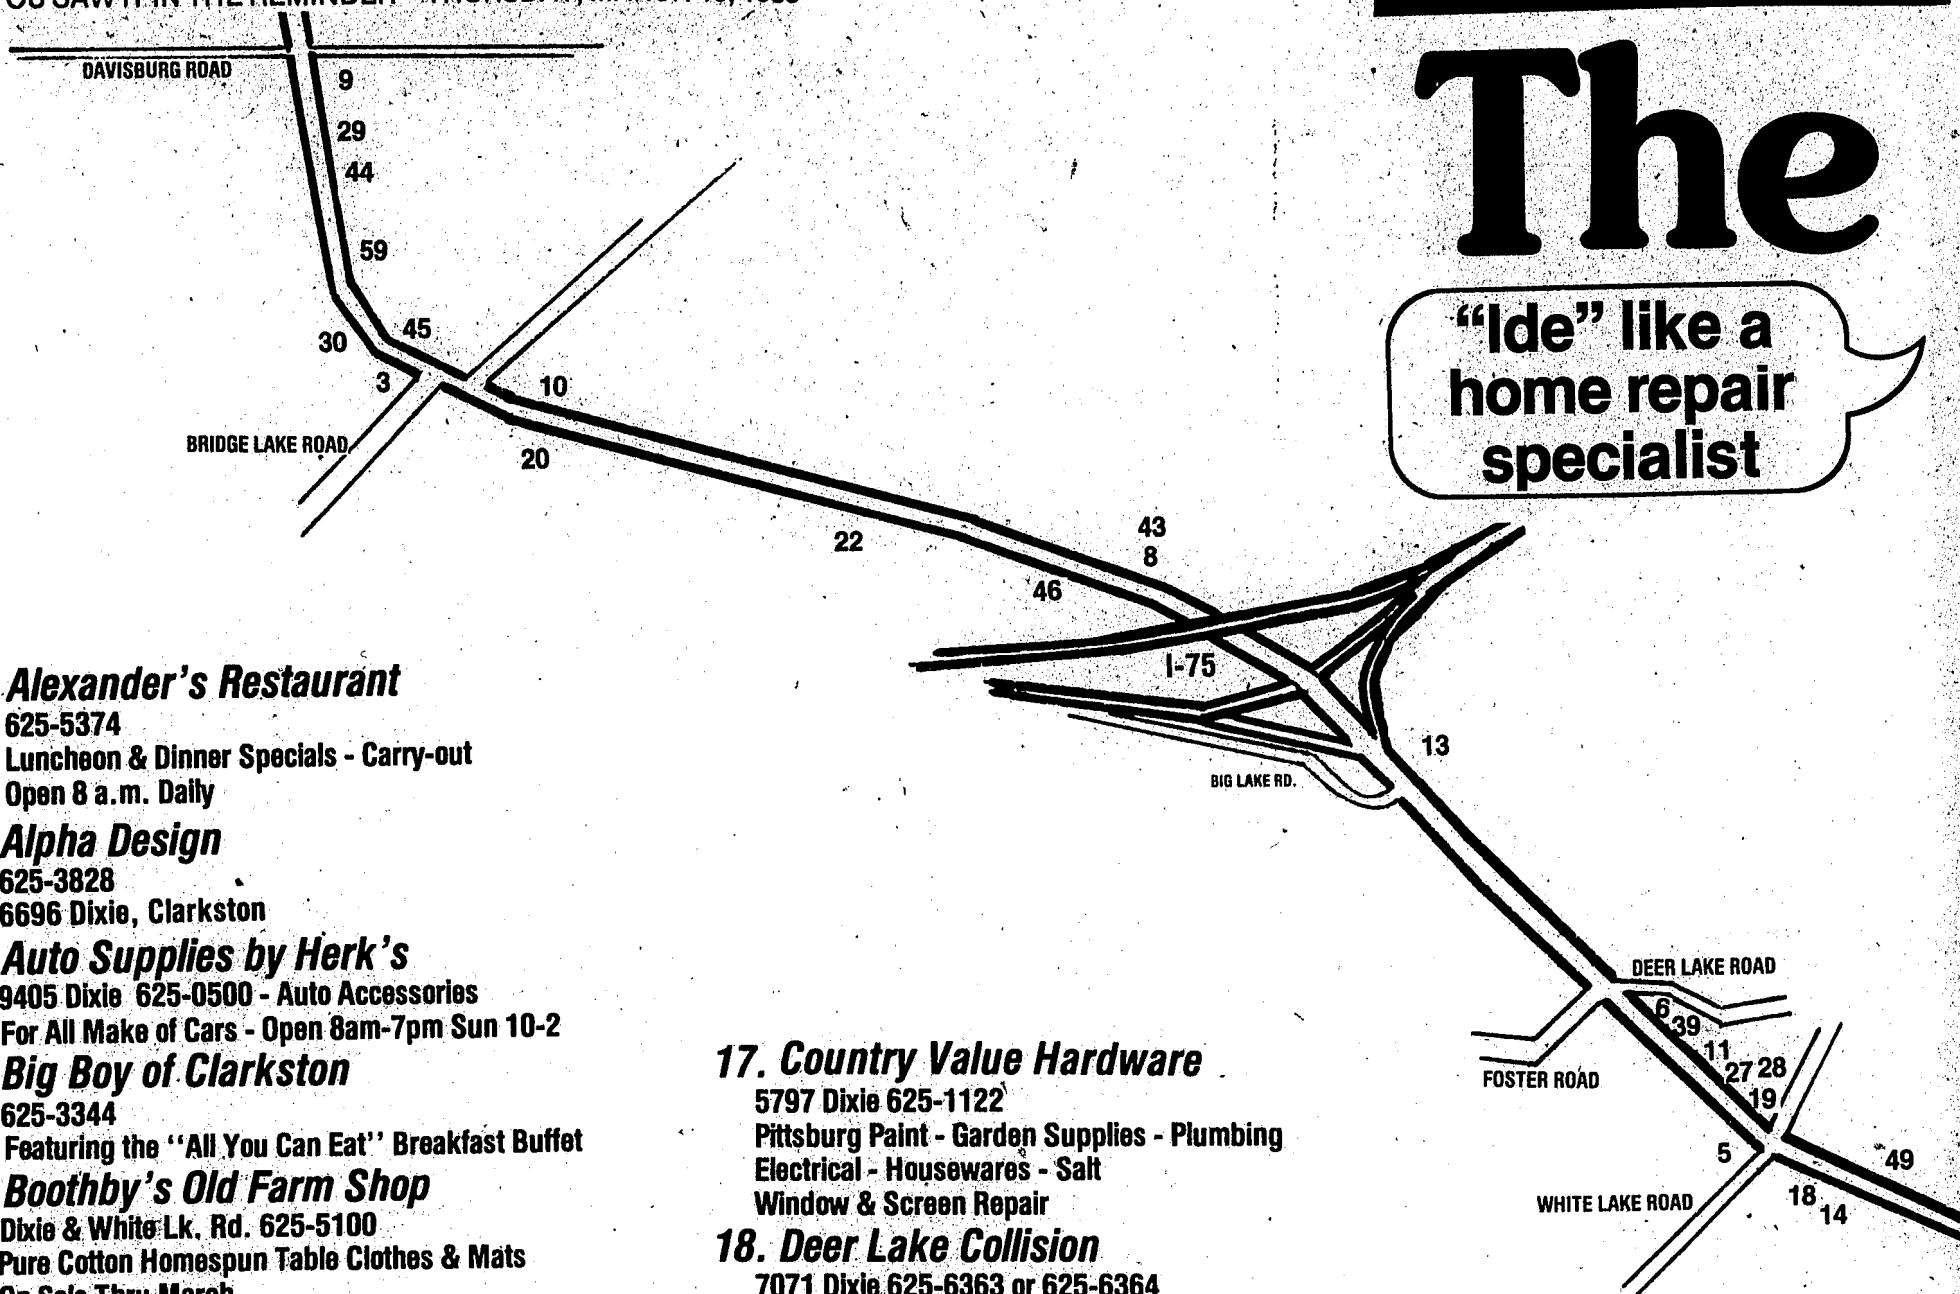 IN THE REMINDER
The
DAVISBURG ROAD
9
29
44
59
"Ide" like a
home repair
specialist
45
30
3
10
BRIDGE LAKE ROAD
20
22
43
8
46
I-75
13
BIG LAKE RD.
Alexander's Restaurant
625-5374
Luncheon & Dinner Specials - Carry-out
Open 8 a.m. Daily
Alpha Design
625-3828
6696 Dixie, Clarkston
Auto Supplies by Herk's
9405 Dixie 625-0500 - Auto Accessories
For All Make of Cars - Open 8am-7pm Sun 10-2
Big Boy of Clarkston
625-3344
Featuring the "All You Can Eat" Breakfast Buffet
Boothby's Old Farm Shop
Dixie & White Lk. Rd. 625-5100
Pure Cotton Homespun Table Clothes & Mats
On Sale Thru March
17. Country Value Hardware
5797 Dixie 625-1122
Pittsburg Paint - Garden Supplies - Plumbing
Electrical - Housewares - Salt
Window & Screen Repair
18. Deer Lake Collision
7071 Dixie 625-6363 or 625-6364
DEER LAKE ROAD
6
39
11
27 28
19
FOSTER ROAD
5
49
WHITE LAKE ROAD
18
14